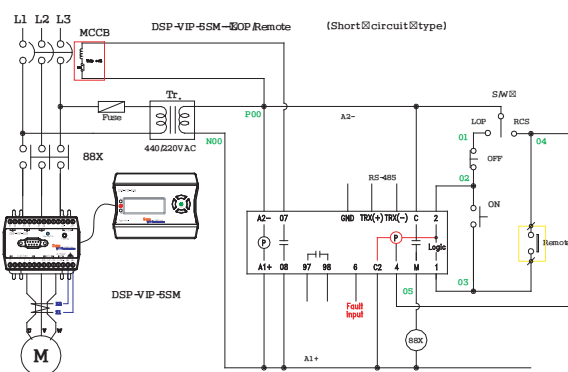 L1 L2 L3
MCCB
DSP-VIP-5SM-LOP/Remote
(Short circuit type)
Tr.
Fuse
440/220VAC
P00
N00
A2-
S/W
LOP RCS
01
04
OFF
02
ON
88X
RS-485
A2- 07 GND TRX(+) TRX(-) C 2
P
P
Logic
A1+ 08 97 98 6 C2 4 M 1
Remote
03
05
Fault
Input
88X
DSP-VIP-5SM
U V W
M
A1+